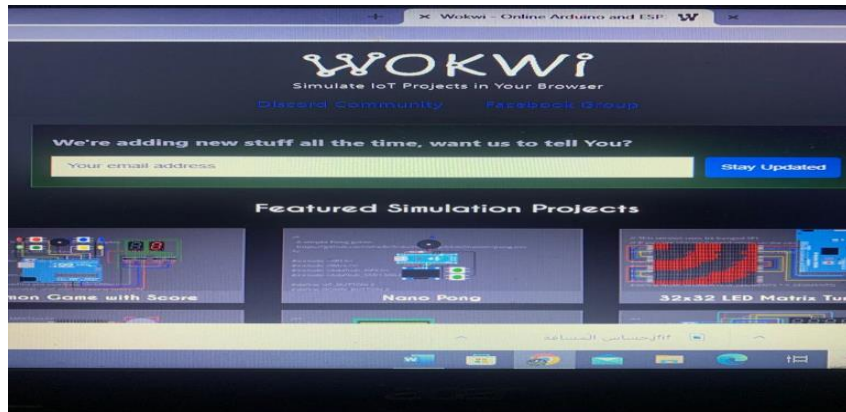 Wokwi - Online Arduino and ESP
WOKWi
Simulate IoT Projects in Your Browser
Discord Community Facebook Group
We're adding new stuff all the time, want us to tell You?
Your email address
Stay Updated
Featured Simulation Projects
mon Game with Score
Nano Pong
32x32 LED Matrix Tun
المسافة